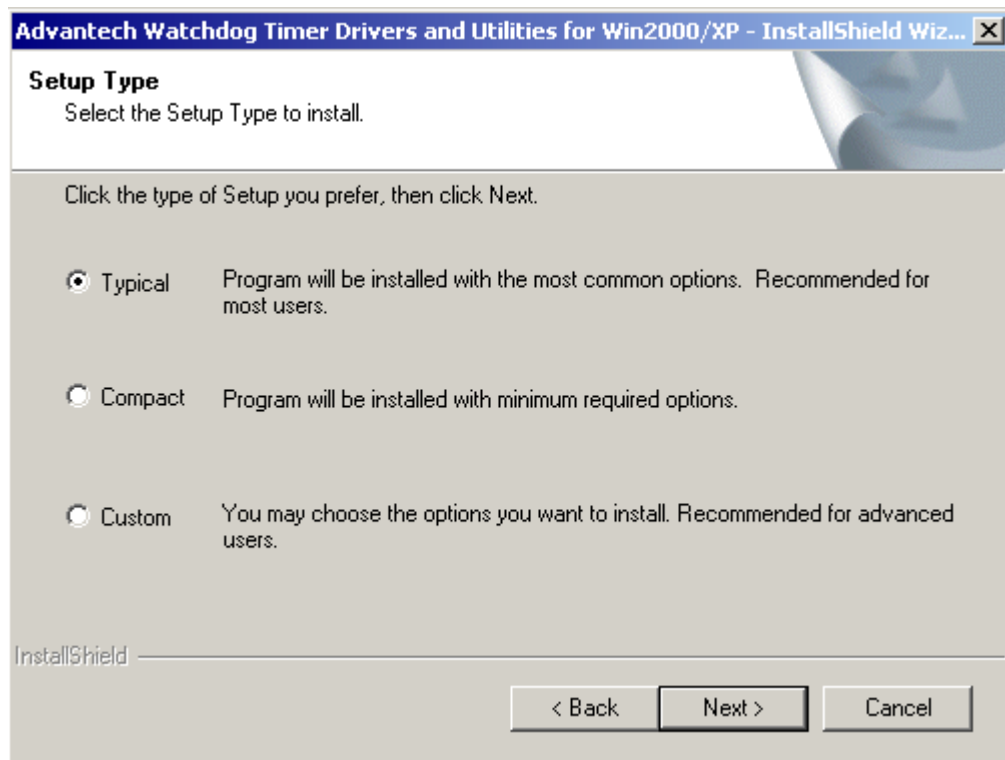 Advantech Watchdog Timer Drivers and Utilities for Win2000/XP - InstallShield Wiz...
Setup Type
Select the Setup Type to install.
Click the type of Setup you prefer, then click Next.
Typical
Program will be installed with the most common options.  Recommended for
most users.
Compact
Program will be installed with minimum required options.
Custom
You may choose the options you want to install. Recommended for advanced
users.
InstallShield
< Back
Next >
Cancel